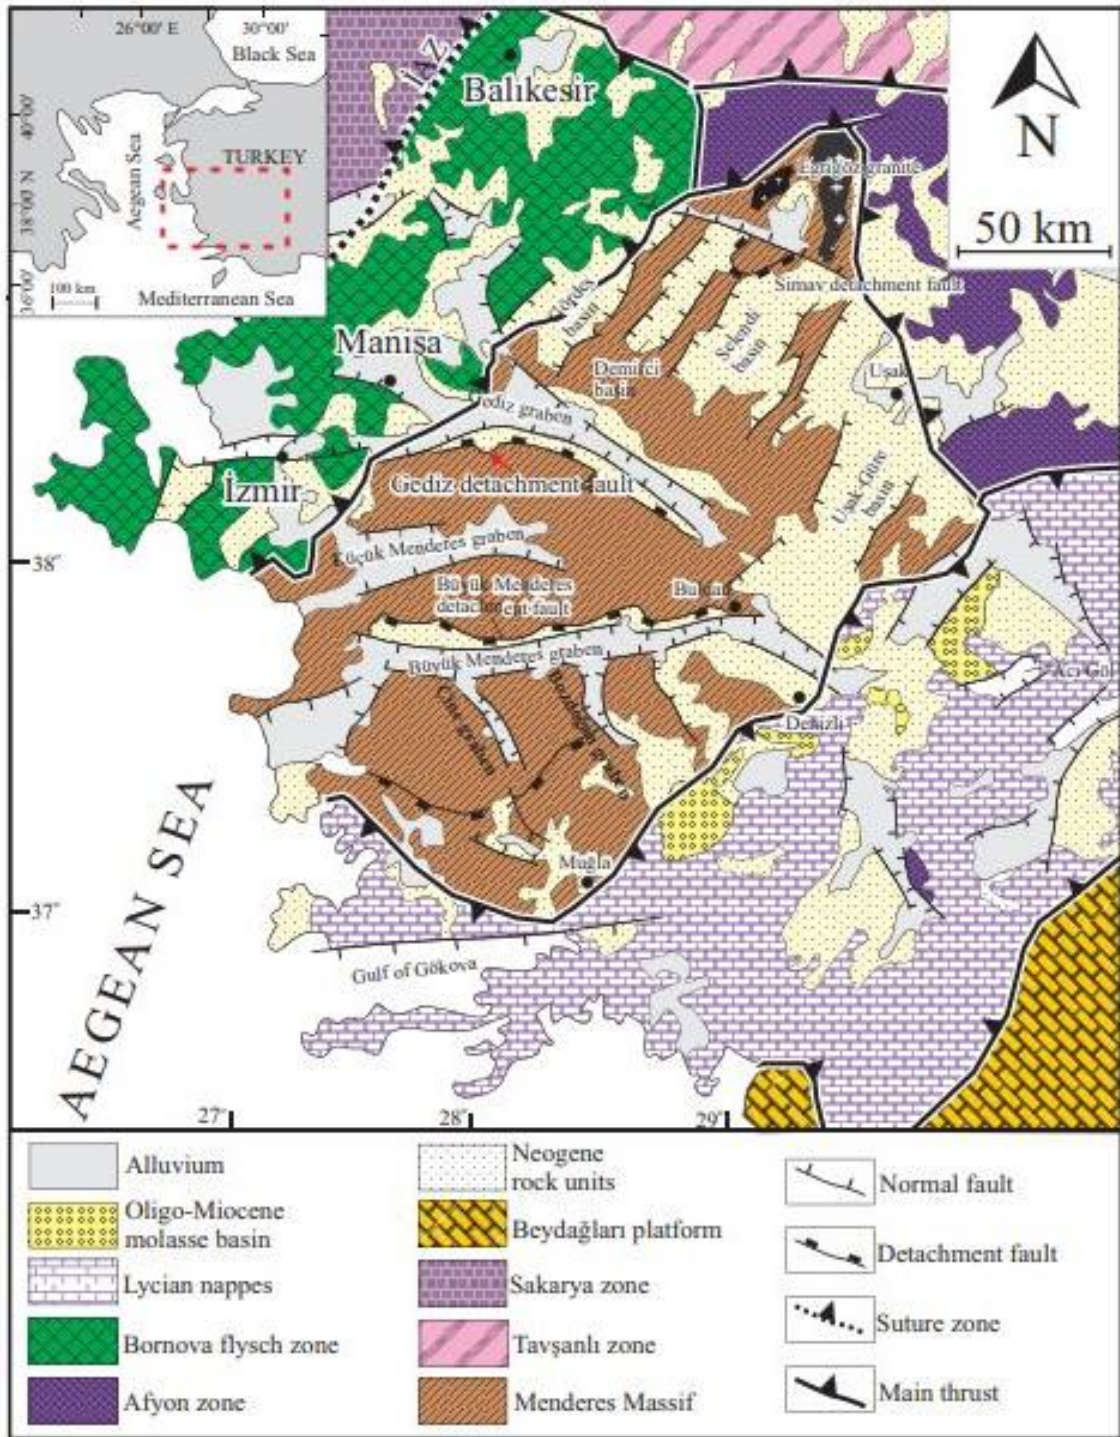 26°00' E
30°00'
Black Sea
40°00'
38°00' N
36°00'
Aegean Sea
TURKEY
100 km
Mediterranean Sea
İAZ
Balıkesir
N
50 km
Eğrigöz granite
Simav detachment fault
Gördes
basin
Selendi
basin
Demirci
basin
Manisa
Uşak
Gediz graben
İzmir
Gediz detachment fault
Uşak-Güre
basin
38°
Küçük Menderes graben
Büyük Menderes
detachment fault
Buldan
Büyük Menderes graben
Acı Göl
Çine graben
Bozdoğan graben
Denizli
Muğla
37°
Gulf of Gökova
AEGEAN SEA
27°
28°
29°
Alluvium
Oligo-Miocene
molasse basin
Lycian nappes
Bornova flysch zone
Afyon zone
Neogene
rock units
Beydağları platform
Sakarya zone
Tavşanlı zone
Menderes Massif
Normal fault
Detachment fault
Suture zone
Main thrust